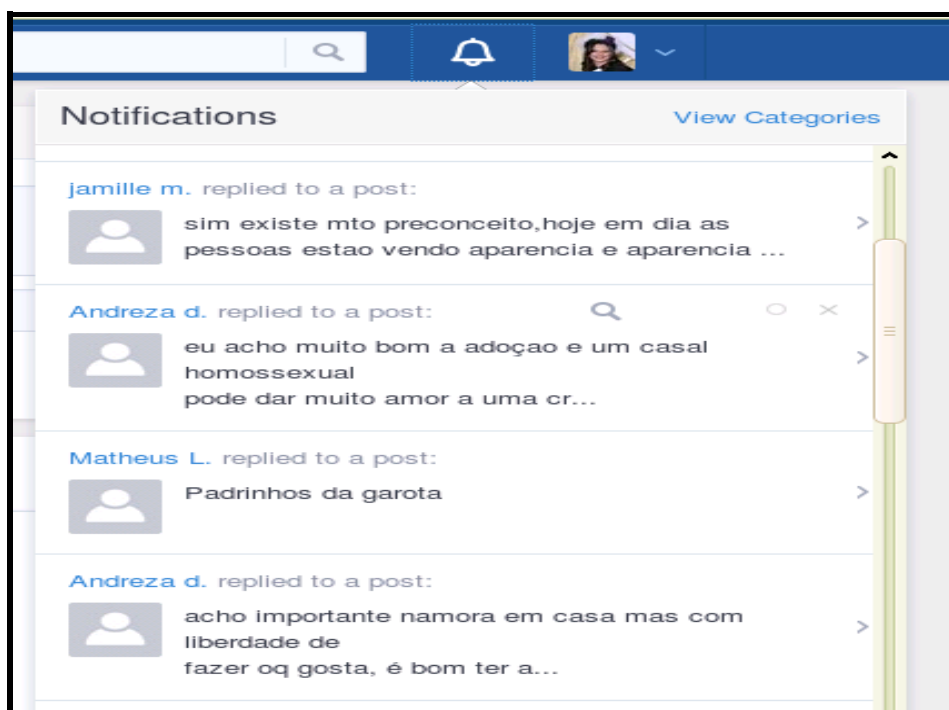 Notifications
View Categories
jamille m. replied to a post:
sim existe mto preconceito,hoje em dia as
pessoas estao vendo aparencia e aparencia ...
Andreza d. replied to a post:
eu acho muito bom a adoçao e um casal
homossexual
pode dar muito amor a uma cr...
Matheus L. replied to a post:
Padrinhos da garota
Andreza d. replied to a post:
acho importante namora em casa mas com
liberdade de
fazer oq gosta, é bom ter a...